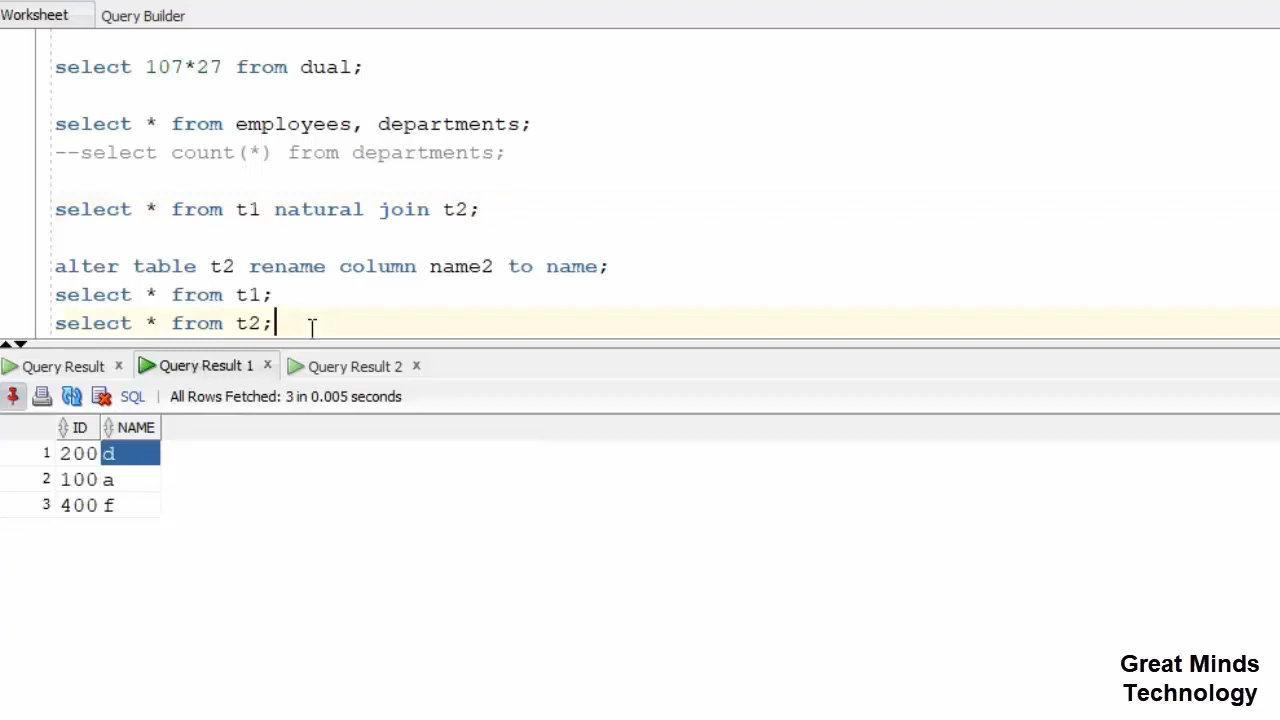 Worksheet Query Builder
select 107*27 from dual;
select * from employees, departments;
--select count(*) from departments;
select * from t1 natural join t2;
alter table t2 rename column name2 to name;
select * from t1;
select * from t2;
Query Result x Query Result 1 x Query Result 2 x
SQL | All Rows Fetched: 3 in 0.005 seconds
ID NAME
1 200 d
2 100 a
3 400 f
Great Minds
Technology